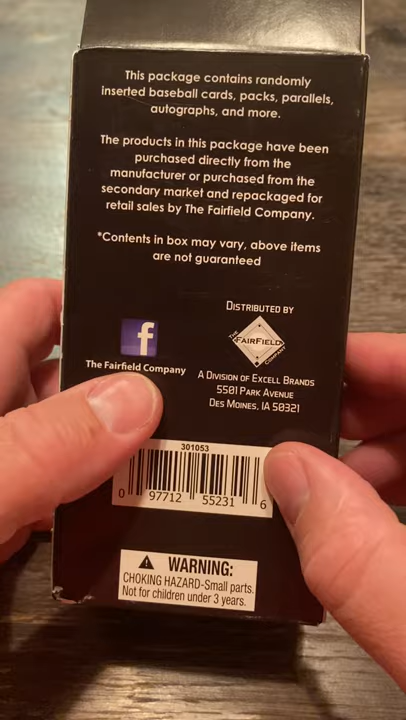 This package contains randomly
inserted baseball cards, packs, parallels,
autographs, and more.
The products in this package have been
purchased directly from the
manufacturer or purchased from the
secondary market and repackaged for
retail sales by The Fairfield Company.
*Contents in box may vary, above items
are not guaranteed
f
The Fairfield Company
DISTRIBUTED BY
THE
FAIRFIELD
COMPANY
A DIVISION OF EXCELL BRANDS
5501 PARK AVENUE
DES MOINES, IA 50321
301053
0 97712 55231 6
WARNING:
CHOKING HAZARD-Small parts.
Not for children under 3 years.